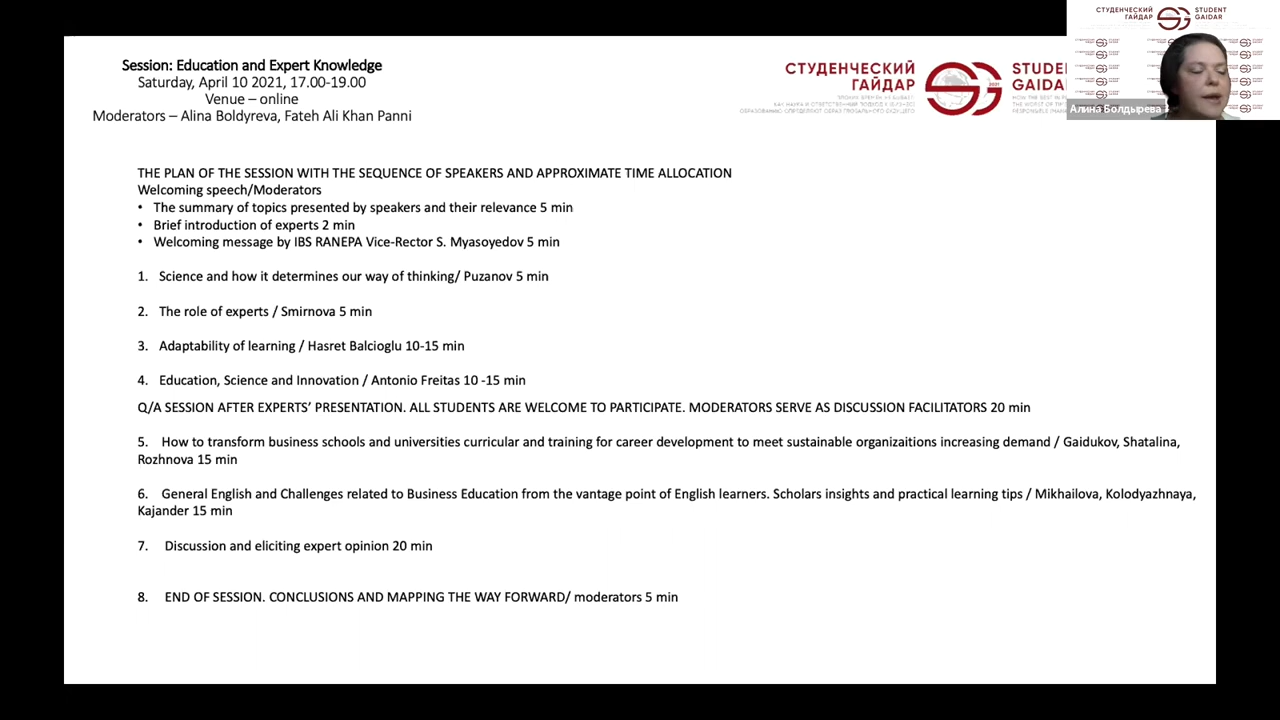 Session: Education and Expert Knowledge
Saturday, April 10 2021, 17.00-19.00
Venue – online
Moderators – Alina Boldyreva, Fateh Ali Khan Panni
СТУДЕНЧЕСКИЙ
ГАЙДАР
STUDENT
GAIDAR
СТУДЕНЧЕСКИЙ
ГАЙДАР
Алина Болдырева
THE PLAN OF THE SESSION WITH THE SEQUENCE OF SPEAKERS AND APPROXIMATE TIME ALLOCATION
Welcoming speech/Moderators
• The summary of topics presented by speakers and their relevance 5 min
• Brief introduction of experts 2 min
• Welcoming message by IBS RANEPA Vice-Rector S. Myasoyedov 5 min
1. Science and how it determines our way of thinking/ Puzanov 5 min
2. The role of experts / Smirnova 5 min
3. Adaptability of learning / Hasret Balcioglu 10-15 min
4. Education, Science and Innovation / Antonio Freitas 10 -15 min
Q/A SESSION AFTER EXPERTS’ PRESENTATION. ALL STUDENTS ARE WELCOME TO PARTICIPATE. MODERATORS SERVE AS DISCUSSION FACILITATORS 20 min
5. How to transform business schools and universities curricular and training for career development to meet sustainable organizaitions increasing demand / Gaidukov, Shatalina,
Rozhnova 15 min
6. General English and Challenges related to Business Education from the vantage point of English learners. Scholars insights and practical learning tips / Mikhailova, Kolodyazhnaya,
Kajander 15 min
7. Discussion and eliciting expert opinion 20 min
8. END OF SESSION. CONCLUSIONS AND MAPPING THE WAY FORWARD/ moderators 5 min